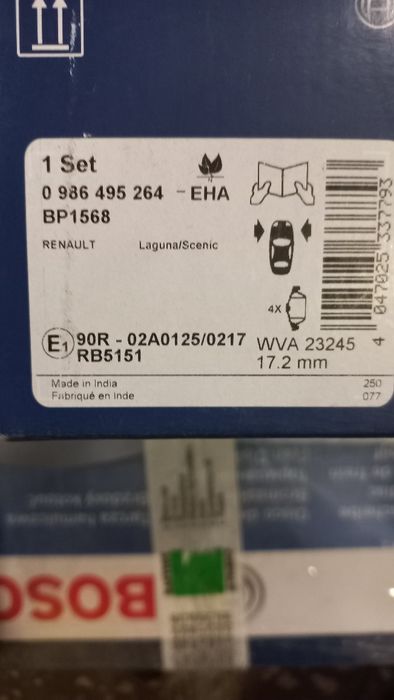 1 Set
0 986 495 264 - EHA
BP1568
RENAULT Laguna/Scenic
4X
4 047025 337793
E1 90R - 02A0125/0217
RB5151
WVA 23245
17.2 mm
Made in India
Fabriqué en Inde
250
077
BOSC